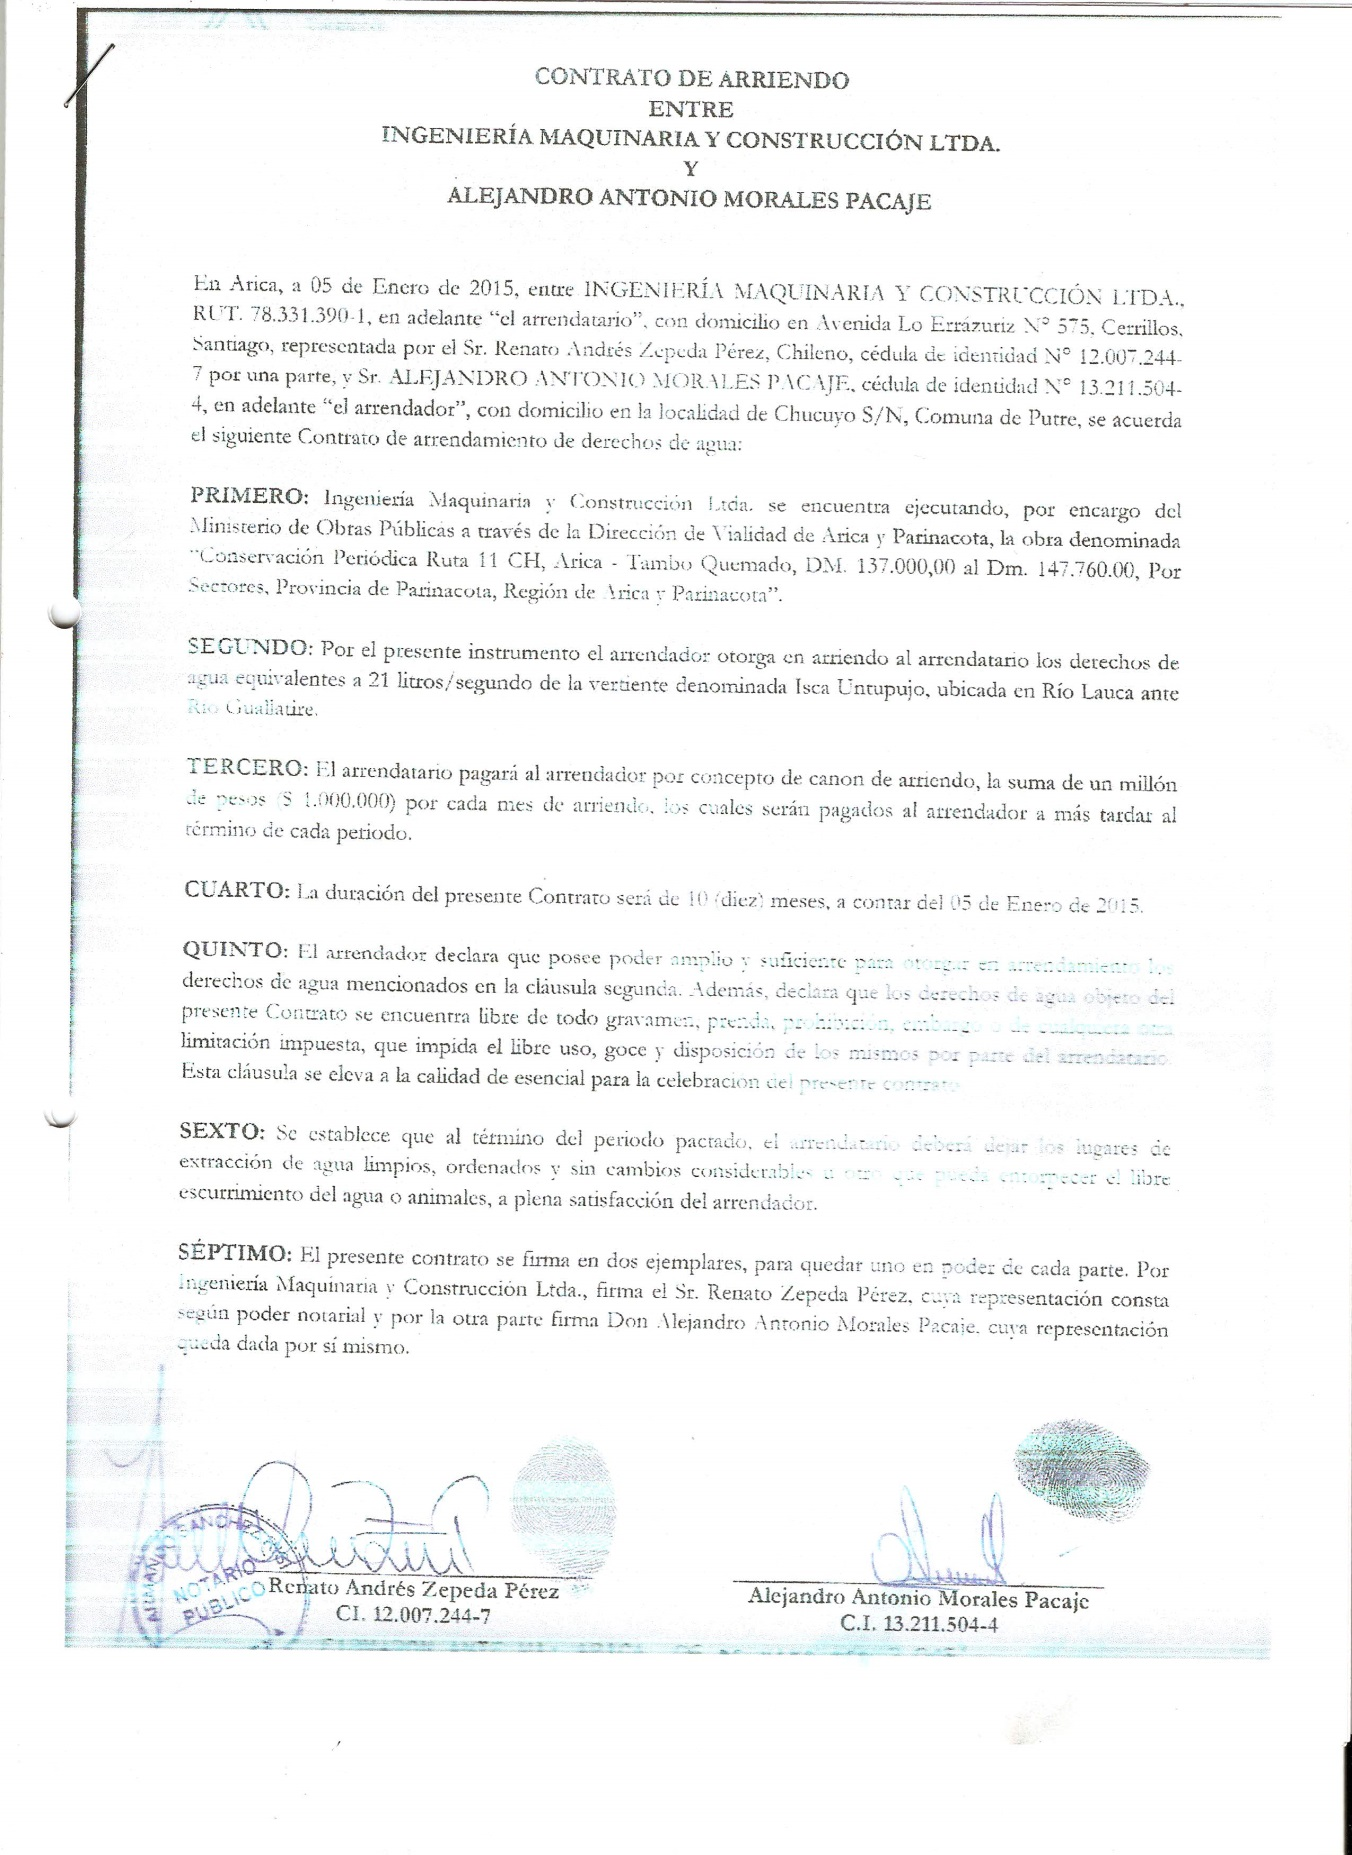 CONTRATO DE ARRIENDO
ENTRE
INGENIERÍA MAQUINARIA Y CONSTRUCCIÓN LTDA.
Y
ALEJANDRO ANTONIO MORALES PACAJE
En Arica, a 05 de Enero de 2015, entre INGENIERÍA MAQUINARIA Y CONSTRUCCIÓN LTDA.,
RUT. 78.331.390-1, en adelante “el arrendatario”, con domicilio en Avenida Lo Errázuriz N° 575, Cerrillos,
Santiago, representada por el Sr. Renato Andrés Zepeda Pérez, Chileno, cédula de identidad N° 12.007.244-
7 por una parte, y Sr. ALEJANDRO ANTONIO MORALES PACAJE, cédula de identidad N° 13.211.504-
4, en adelante “el arrendador”, con domicilio en la localidad de Chucuyo S/N, Comuna de Putre, se acuerda
el siguiente Contrato de arrendamiento de derechos de agua:
PRIMERO: Ingeniería Maquinaria y Construcción Ltda. se encuentra ejecutando, por encargo del
Ministerio de Obras Públicas a través de la Dirección de Vialidad de Arica y Parinacota, la obra denominada
“Conservación Periódica Ruta 11 CH, Arica - Tambo Quemado, DM. 137.000,00 al Dm. 147.760.00, Por
Sectores, Provincia de Parinacota, Región de Arica y Parinacota”.
SEGUNDO: Por el presente instrumento el arrendador otorga en arriendo al arrendatario los derechos de
agua equivalentes a 21 litros/segundo de la vertiente denominada Isca Untupujo, ubicada en Río Lauca ante
Río Guallatire.
TERCERO: El arrendatario pagará al arrendador por concepto de canon de arriendo, la suma de un millón
de pesos ($ 1.000.000) por cada mes de arriendo, los cuales serán pagados al arrendador a más tardar al
término de cada periodo.
CUARTO: La duración del presente Contrato será de 10 (diez) meses, a contar del 05 de Enero de 2015.
QUINTO: El arrendador declara que posee poder amplio y suficiente para otorgar en arrendamiento los
derechos de agua mencionados en la cláusula segunda. Además, declara que los derechos de agua objeto del
presente Contrato se encuentra libre de todo gravamen, prenda, prohibición, embargo o de cualquiera otra
limitación impuesta, que impida el libre uso, goce y disposición de los mismos por parte del arrendatario.
Esta cláusula se eleva a la calidad de esencial para la celebración del presente contrato.
SEXTO: Se establece que al término del periodo pactado, el arrendatario deberá dejar los lugares de
extracción de agua limpios, ordenados y sin cambios considerables u otro que pueda entorpecer el libre
escurrimiento del agua o animales, a plena satisfacción del arrendador.
SÉPTIMO: El presente contrato se firma en dos ejemplares, para quedar uno en poder de cada parte. Por
Ingeniería Maquinaria y Construcción Ltda., firma el Sr. Renato Zepeda Pérez, cuya representación consta
según poder notarial y por la otra parte firma Don Alejandro Antonio Morales Pacaje, cuya representación
queda dada por sí mismo.
NOTARIO
PUBLICO
Renato Andrés Zepeda Pérez
CI. 12.007.244-7
Alejandro Antonio Morales Pacaje
C.I. 13.211.504-4